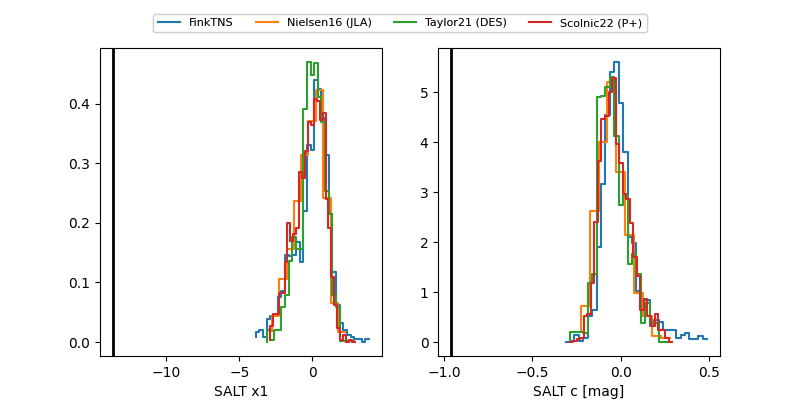 FinkTNS Nielsen16 (JLA) Taylor21 (DES) Scolnic22 (P+)
0.4
0.3
0.2
0.1
0.0
−10 −5 0
SALT x1
5
4
3
2
1
0
−1.0 −0.5 0.0 0.5
SALT c [mag]